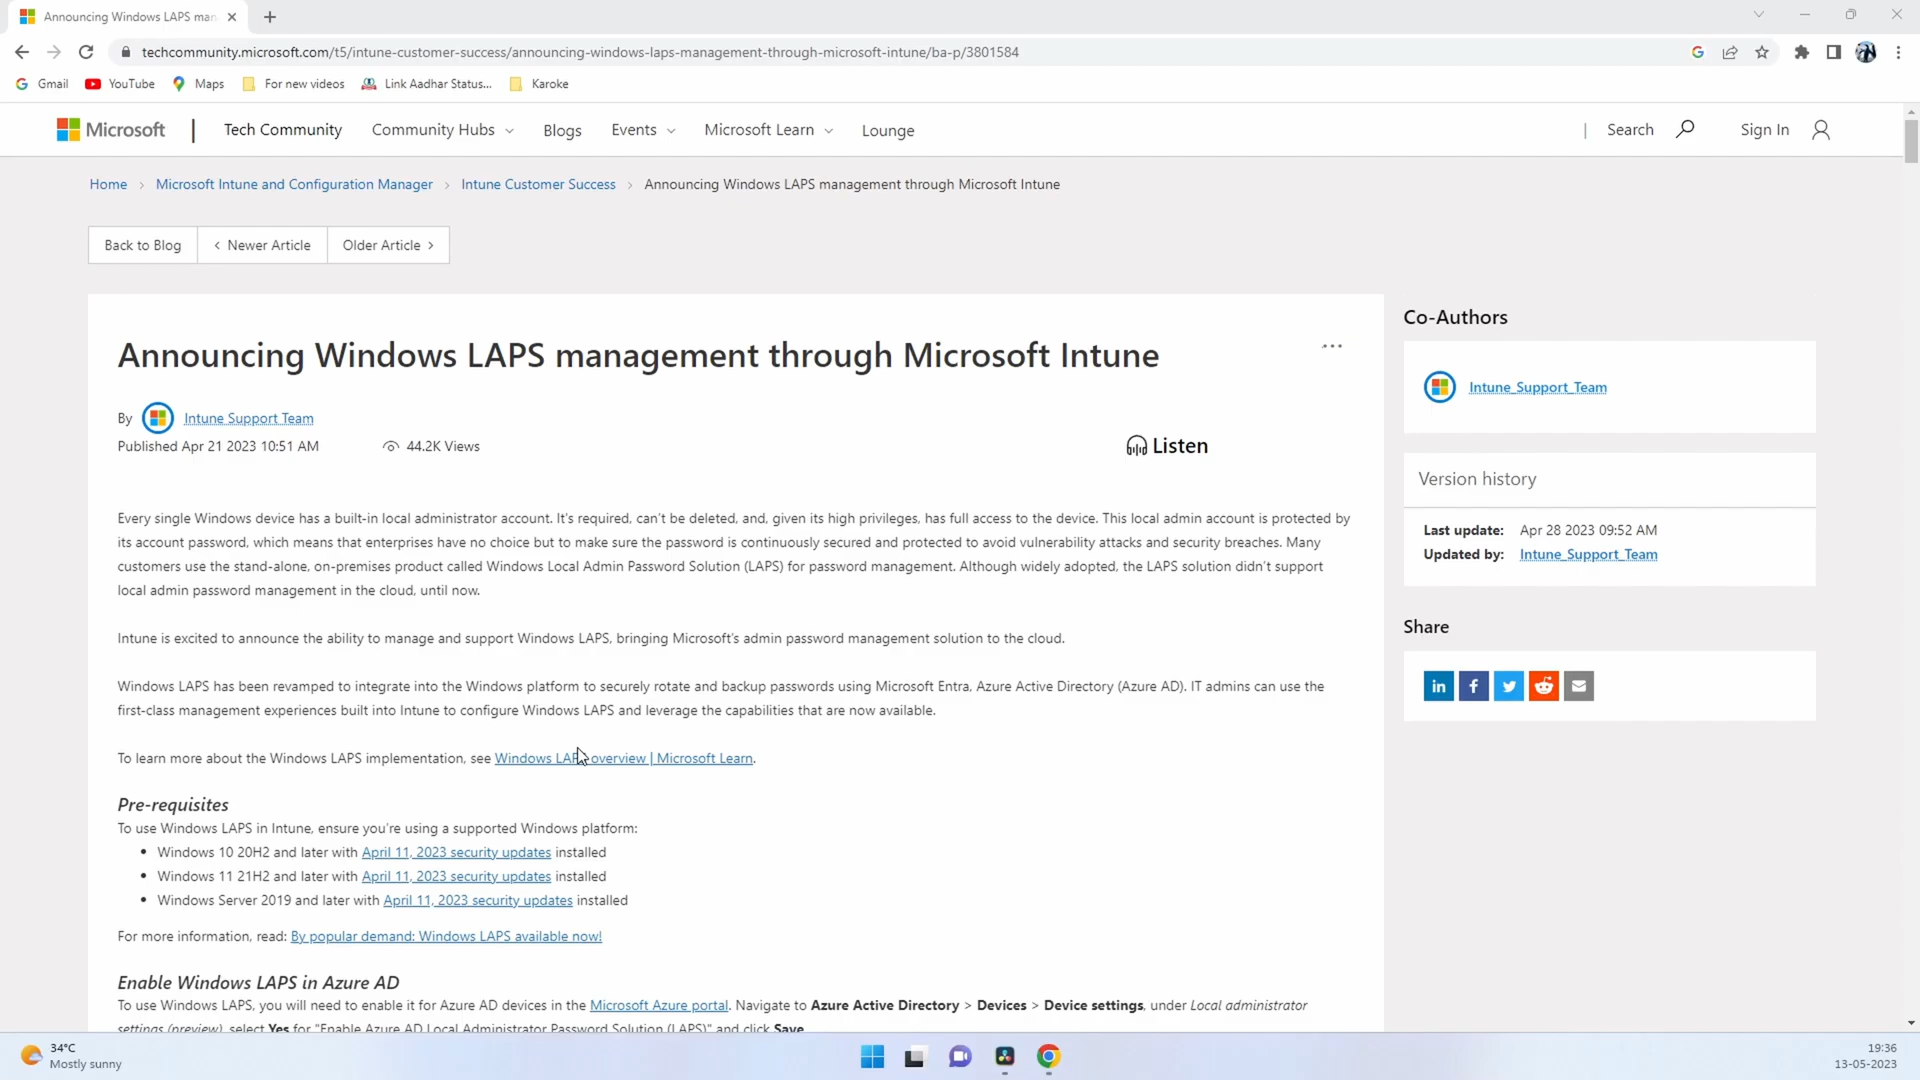 Announcing Windows LAPS man
techcommunity.microsoft.com/t5/intune-customer-success/announcing-windows-laps-management-through-microsoft-intune/ba-p/3801584
Gmail YouTube Maps For new videos Link Aadhar Status... Karoke
Microsoft | Tech Community Community Hubs Blogs Events Microsoft Learn Lounge | Search Sign In
Home > Microsoft Intune and Configuration Manager > Intune Customer Success > Announcing Windows LAPS management through Microsoft Intune
Back to Blog < Newer Article Older Article >
Announcing Windows LAPS management through Microsoft Intune
By Intune Support Team
Published Apr 21 2023 10:51 AM 44.2K Views
Listen
Every single Windows device has a built-in local administrator account. It's required, can't be deleted, and, given its high privileges, has full access to the device. This local admin account is protected by
its account password, which means that enterprises have no choice but to make sure the password is continuously secured and protected to avoid vulnerability attacks and security breaches. Many
customers use the stand-alone, on-premises product called Windows Local Admin Password Solution (LAPS) for password management. Although widely adopted, the LAPS solution didn't support
local admin password management in the cloud, until now.
Intune is excited to announce the ability to manage and support Windows LAPS, bringing Microsoft's admin password management solution to the cloud.
Windows LAPS has been revamped to integrate into the Windows platform to securely rotate and backup passwords using Microsoft Entra, Azure Active Directory (Azure AD). IT admins can use the
first-class management experiences built into Intune to configure Windows LAPS and leverage the capabilities that are now available.
To learn more about the Windows LAPS implementation, see Windows LAPS overview | Microsoft Learn.
Pre-requisites
To use Windows LAPS in Intune, ensure you're using a supported Windows platform:
• Windows 10 20H2 and later with April 11, 2023 security updates installed
• Windows 11 21H2 and later with April 11, 2023 security updates installed
• Windows Server 2019 and later with April 11, 2023 security updates installed
For more information, read: By popular demand: Windows LAPS available now!
Enable Windows LAPS in Azure AD
To use Windows LAPS, you will need to enable it for Azure AD devices in the Microsoft Azure portal. Navigate to Azure Active Directory > Devices > Device settings, under Local administrator
settings (preview), select Yes for "Enable Azure AD Local Administrator Password Solution (LAPS)" and click Save
Co-Authors
Intune_Support_Team
Version history
Last update: Apr 28 2023 09:52 AM
Updated by: Intune_Support_Team
Share
34°C
Mostly sunny
19:36
13-05-2023